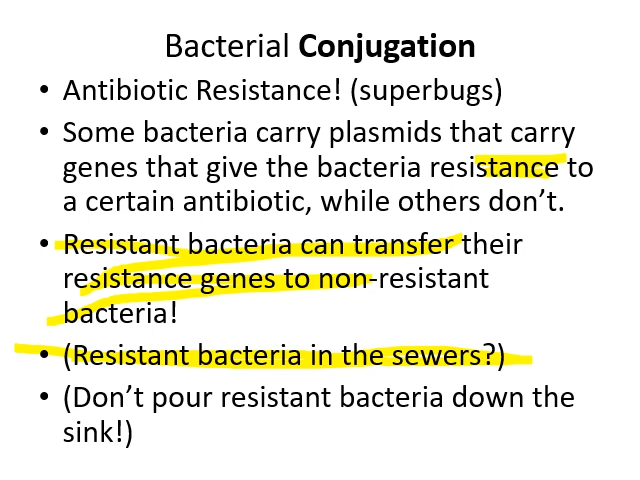 Bacterial Conjugation
• Antibiotic Resistance! (superbugs)
• Some bacteria carry plasmids that carry
genes that give the bacteria resistance to
a certain antibiotic, while others don’t.
• Resistant bacteria can transfer their
resistance genes to non-resistant
bacteria!
• (Resistant bacteria in the sewers?)
• (Don’t pour resistant bacteria down the
sink!)